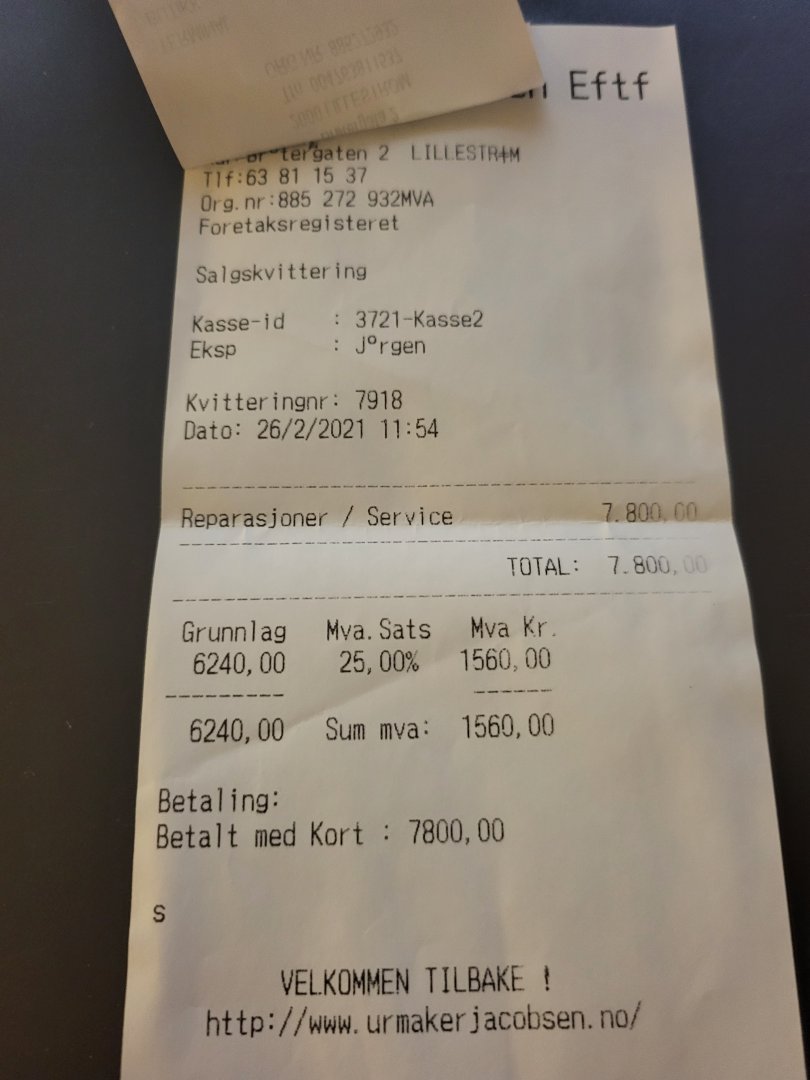 Eftf
tergaten 2 LILLESTR╪M
Tlf:63 81 15 37
Org.nr:885 272 932MVA
Foretaksregisteret
Salgskvittering
Kasse-id : 3721-Kasse2
Eksp : J°rgen
Kvitteringnr: 7918
Dato: 26/2/2021 11:54
Reparasjoner / Service 7.800,00
TOTAL: 7.800,00
Grunnlag Mva.Sats Mva Kr.
6240,00 25,00% 1560,00
6240,00 Sum mva: 1560,00
Betaling:
Betalt med Kort : 7800,00
s
VELKOMMEN TILBAKE !
http://www.urmakerjacobsen.no/